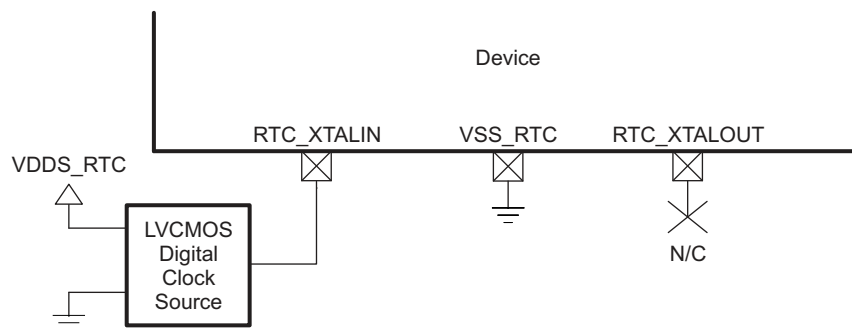 Device
RTC_XTALIN
VSS_RTC
RTC_XTALOUT
VDDS_RTC
LVCMOS
Digital
Clock
Source
N/C